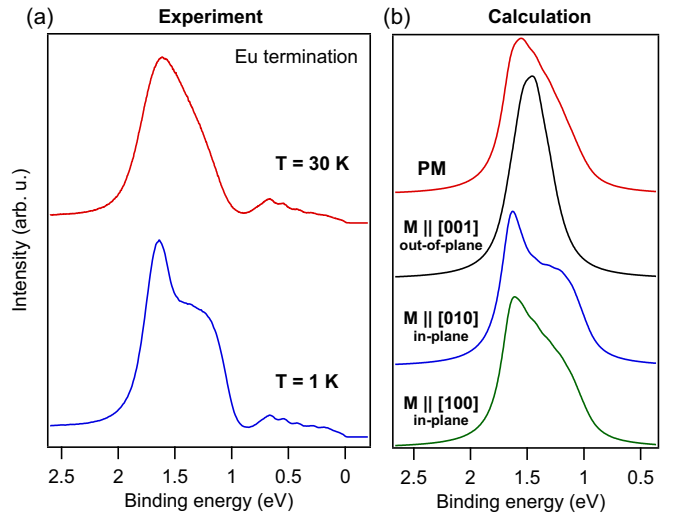 (a)
Experiment
Eu termination
T = 30 K
T = 1 K
Intensity (arb. u.)
2.5 2 1.5 1 0.5 0
Binding energy (eV)
(b)
Calculation
PM
M || [001]
out-of-plane
M || [010]
in-plane
M || [100]
in-plane
2.5 2 1.5 1 0.5
Binding energy (eV)